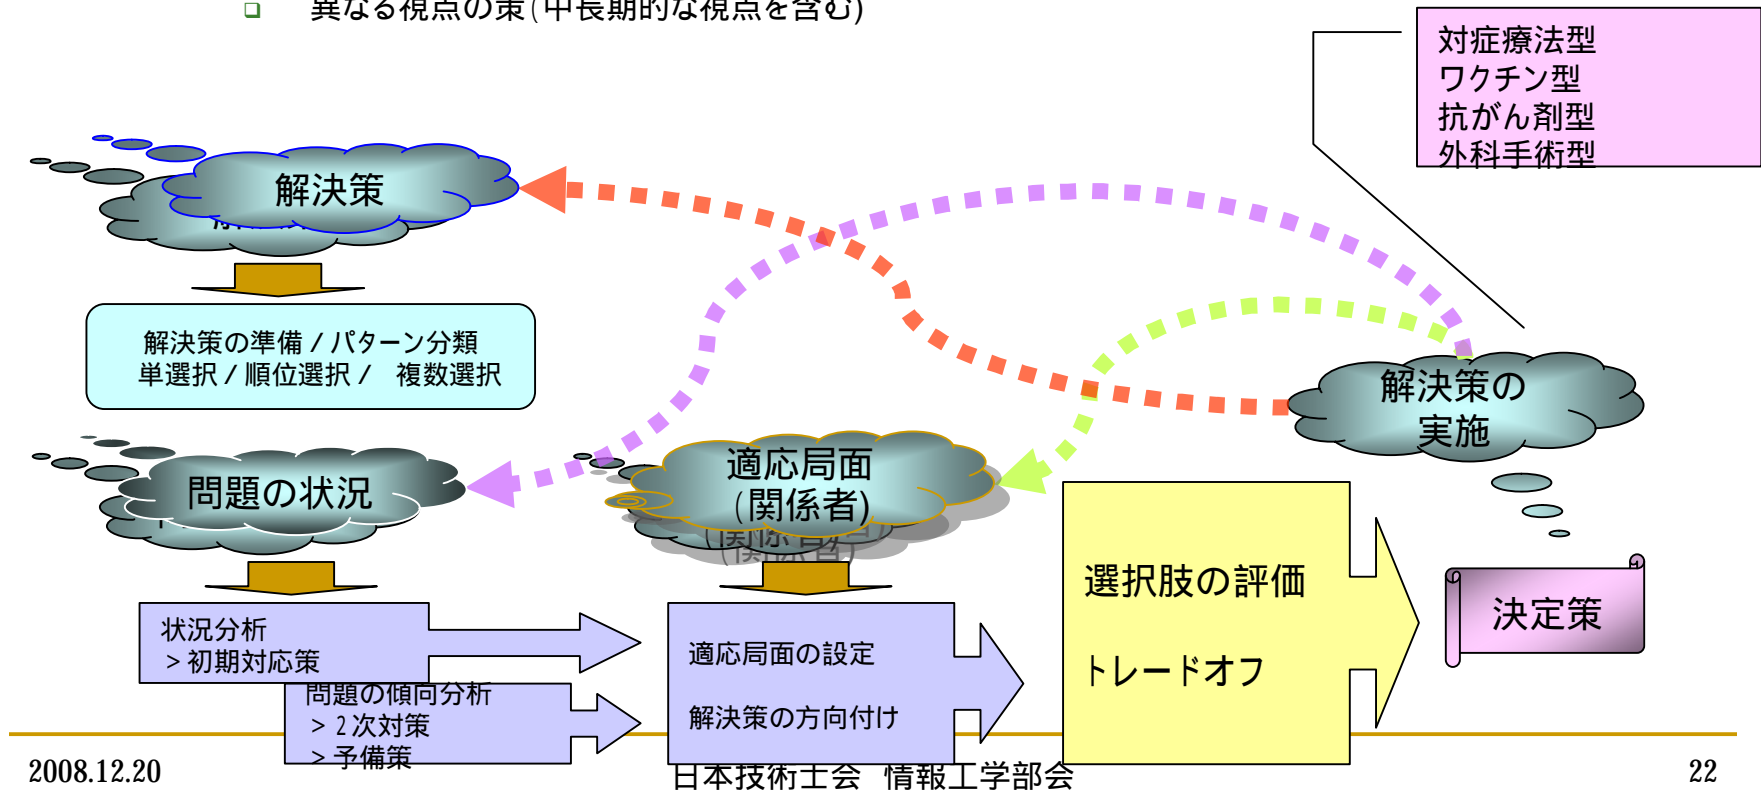 異なる視点の策(中長期的な視点を含む)
対症療法型
ワクチン型
抗がん剤型
外科手術型
解決策
解決策の準備 / パターン分類
単選択 / 順位選択 / 複数選択
解決策の
実施
問題の状況
適応局面
(関係者)
(関係者)
状況分析
> 初期対応策
問題の傾向分析
> 2次対策
> 予備策
適応局面の設定
解決策の方向付け
選択肢の評価
トレードオフ
決定策
2008.12.20
日本技術士会 情報工学部会
22